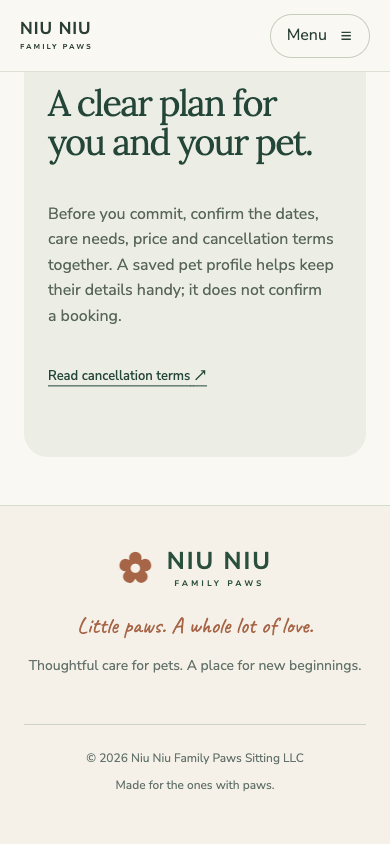 NIU NIU
FAMILY PAWS
Menu
A clear plan for
you and your pet.
Before you commit, confirm the dates,
care needs, price and cancellation terms
together. A saved pet profile helps keep
their details handy; it does not confirm
a booking.
Read cancellation terms ↗
NIU NIU
FAMILY PAWS
Little paws. A whole lot of love.
Thoughtful care for pets. A place for new beginnings.
© 2026 Niu Niu Family Paws Sitting LLC
Made for the ones with paws.